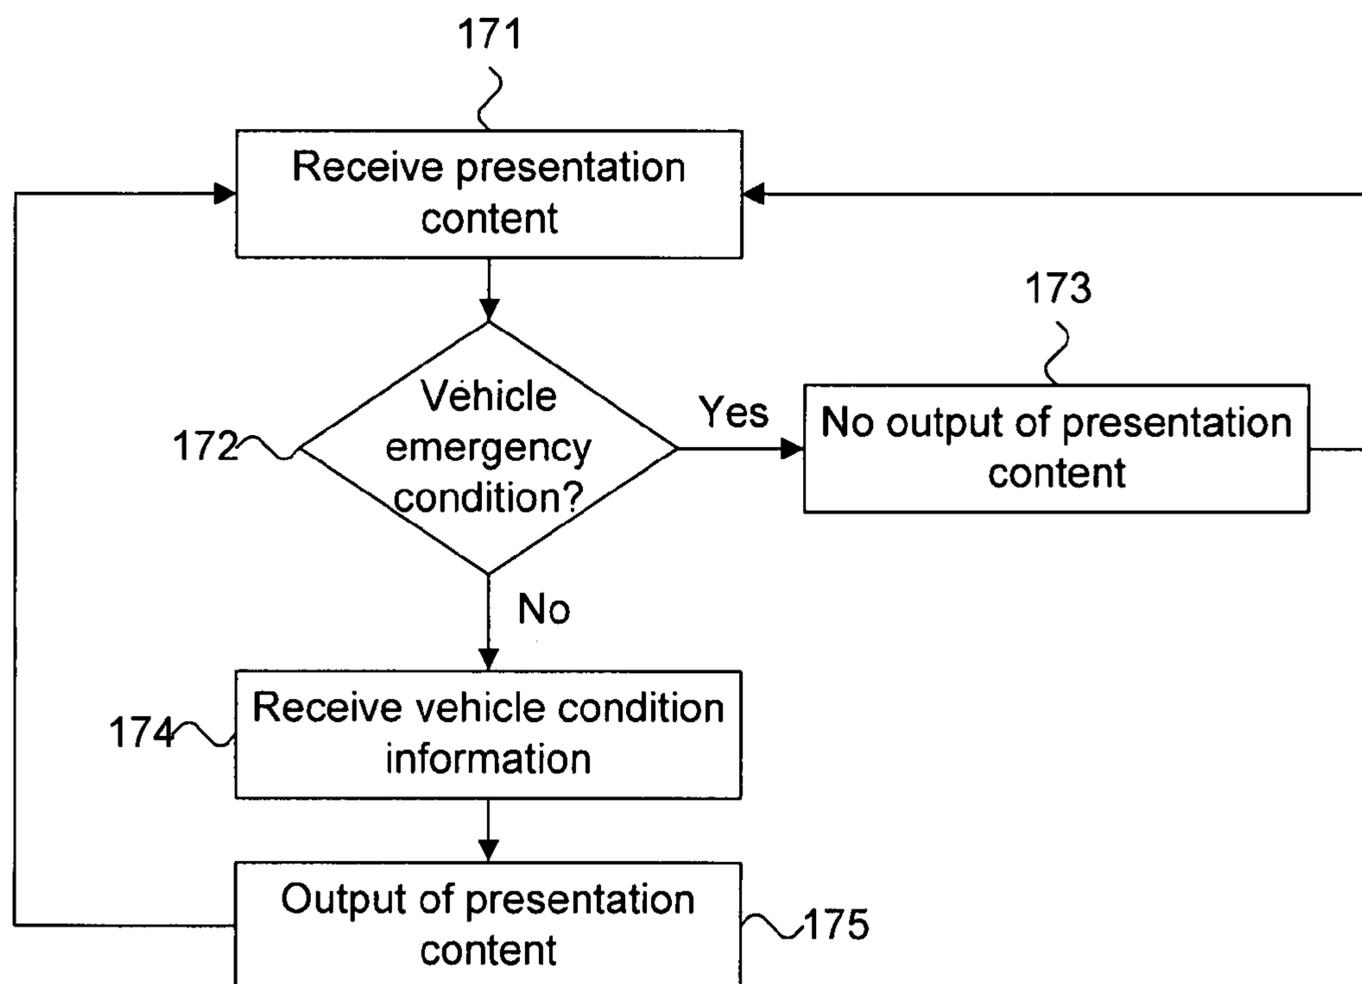 171
Receive presentation
content
173
Vehicle
emergency
condition?
172
Yes
No output of presentation
content
No
Receive vehicle condition
information
174
Output of presentation
content
175